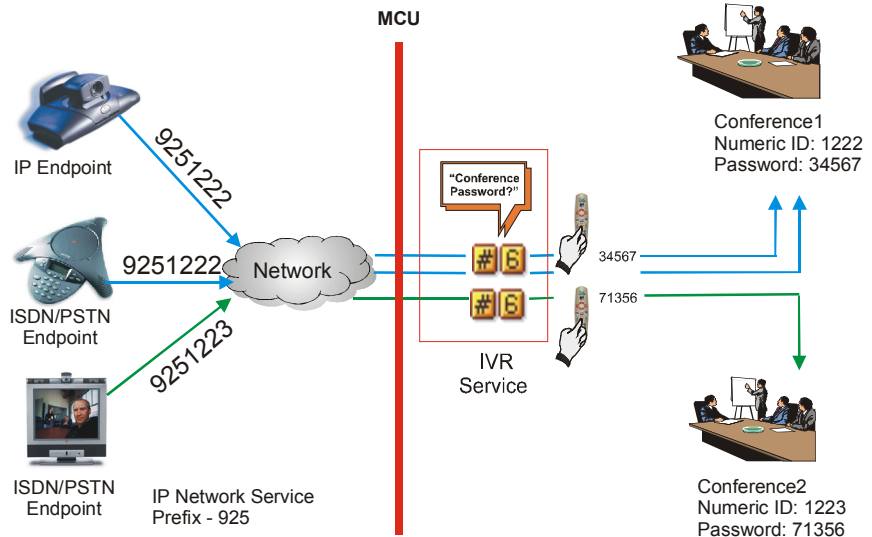 MCU
IP Endpoint
9251222
ISDN/PSTN
Endpoint
9251222
ISDN/PSTN
Endpoint
9251223
Network
IP Network Service
Prefix - 925
“Conference
Password?”
#6
#6
IVR
Service
34567
71356
Conference1
Numeric ID: 1222
Password: 34567
Conference2
Numeric ID: 1223
Password: 71356